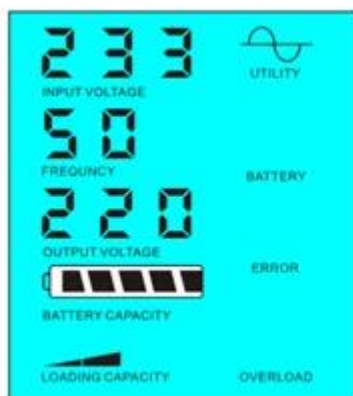 233
INPUT VOLTAGE
UTILITY
50
FREQUNCY
BATTERY
220
OUTPUT VOLTAGE
ERROR
BATTERY CAPACITY
LOADING CAPACITY
OVERLOAD